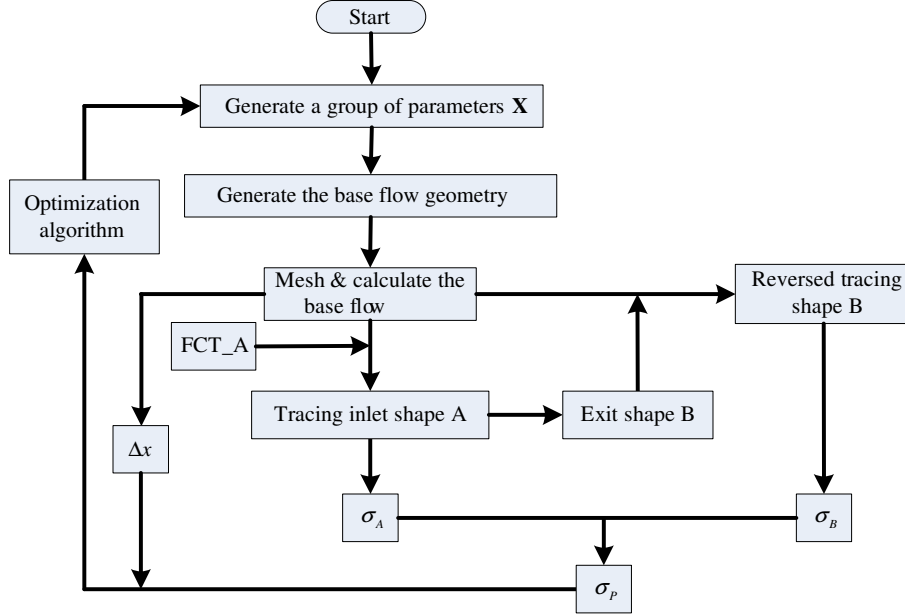 Start
Generate a group of parameters X
Generate the base flow geometry
Optimization
algorithm
Mesh & calculate the
base flow
Reversed tracing
shape B
FCT_A
Tracing inlet shape A
Exit shape B
Δx
σA
σB
σP